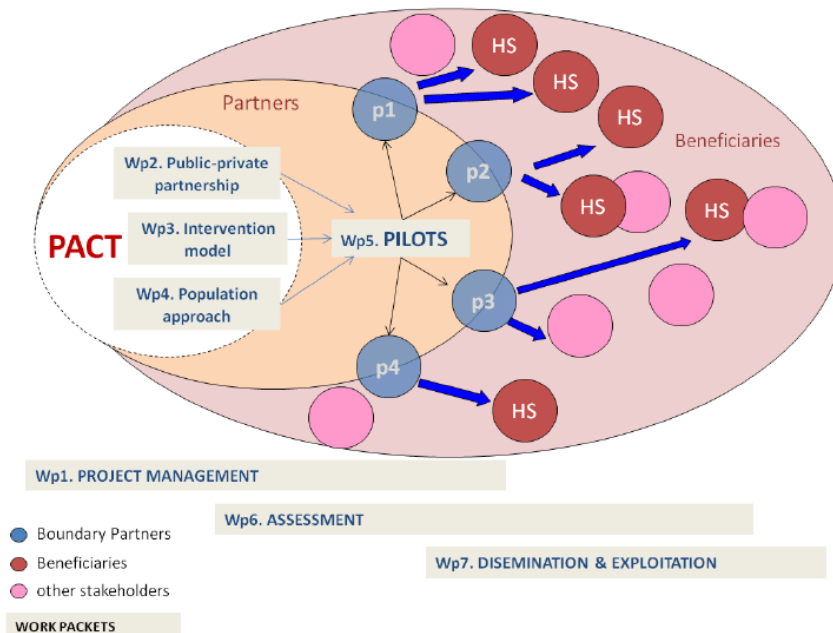 HS
HS
Partners
p1
HS
Beneficiaries
Wp2. Public-private
partnership
p2
HS
HS
PACT
Wp3. Intervention
model
Wp5. PILOTS
Wp4. Population
approach
p3
p4
HS
Wp1. PROJECT MANAGEMENT
Wp6. ASSESSMENT
Boundary Partners
Wp7. DISEMINATION & EXPLOITATION
Beneficiaries
other stakeholders
WORK PACKETS